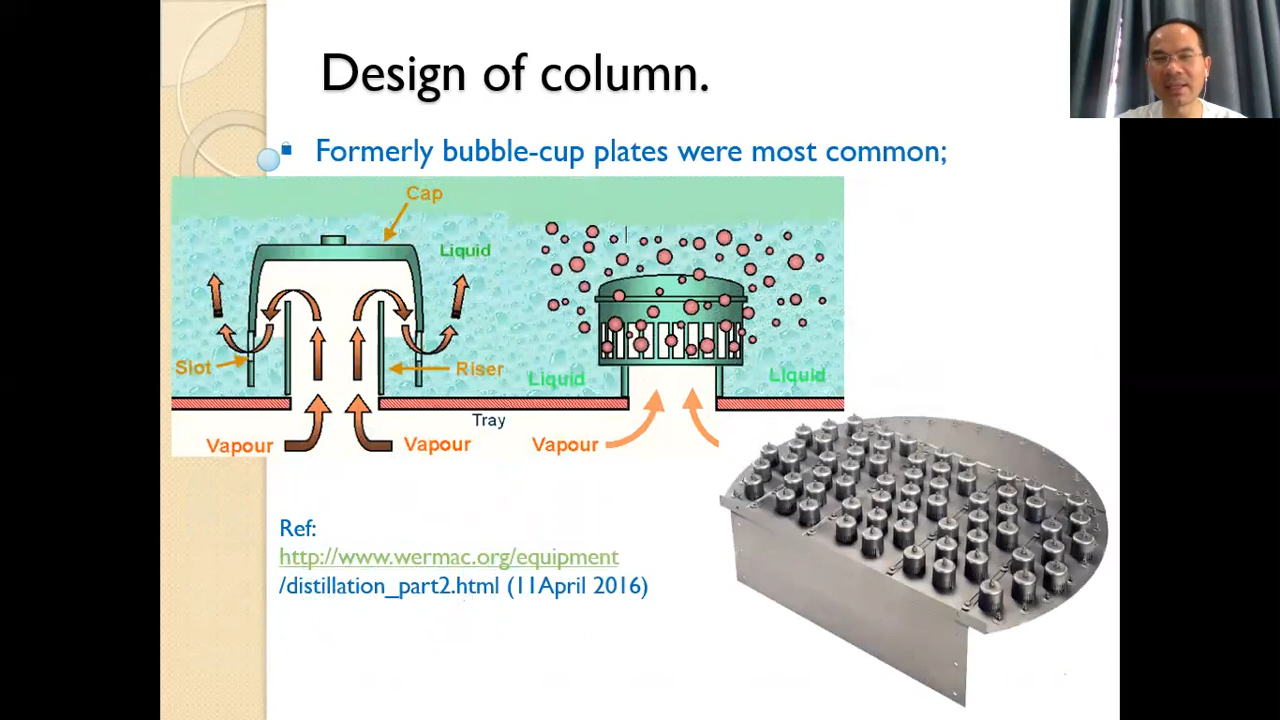 Design of column.
Formerly bubble-cup plates were most common;
Cap
Liquid
Slot
Riser
Liquid
Liquid
Tray
Vapour
Vapour
Vapour
Ref:
http://www.wermac.org/equipment
/distillation_part2.html (11April 2016)